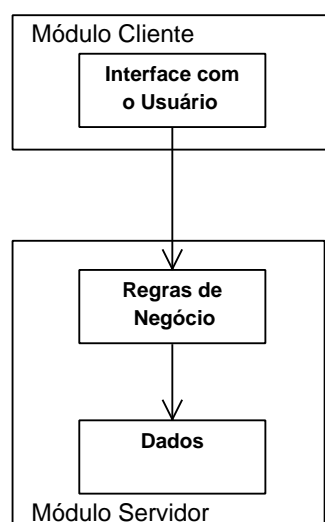 Módulo Cliente
Interface com
o Usuário
Regras de
Negócio
Dados
Módulo Servidor